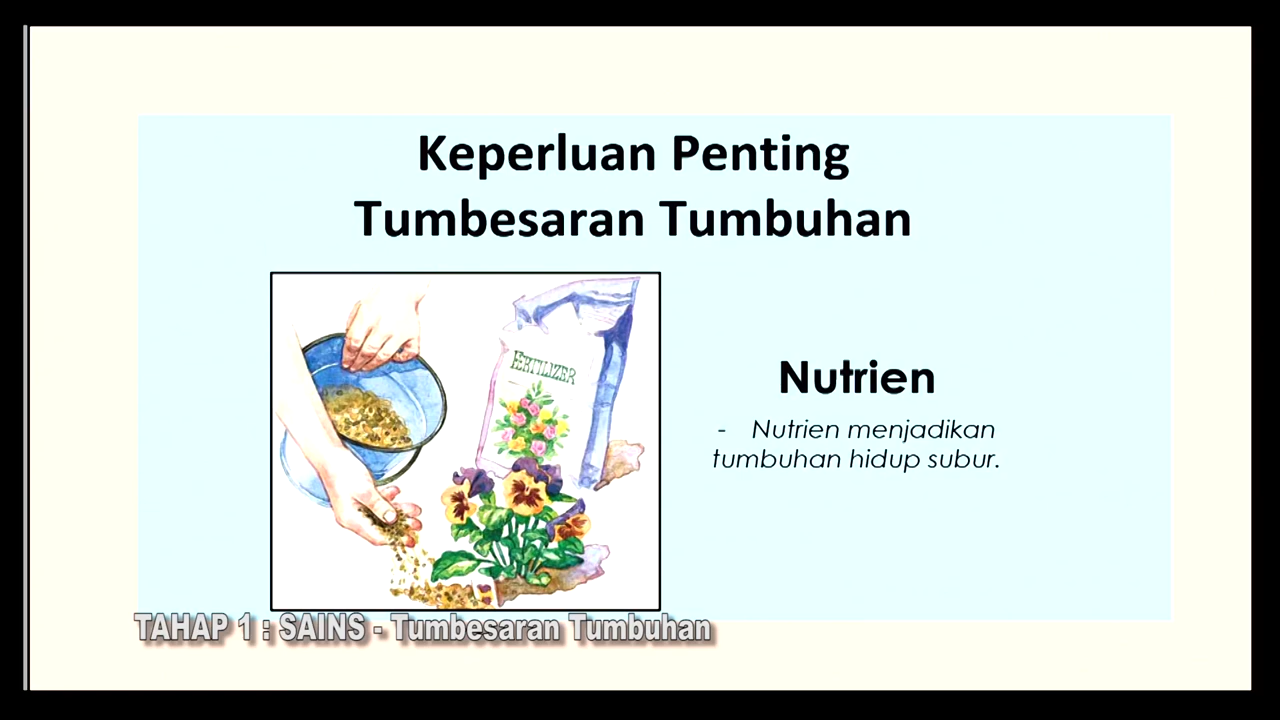 Keperluan Penting
Tumbesaran Tumbuhan
FERTILIZER
Nutrien
- Nutrien menjadikan
tumbuhan hidup subur.
TAHAP 1 : SAINS - Tumbesaran Tumbuhan